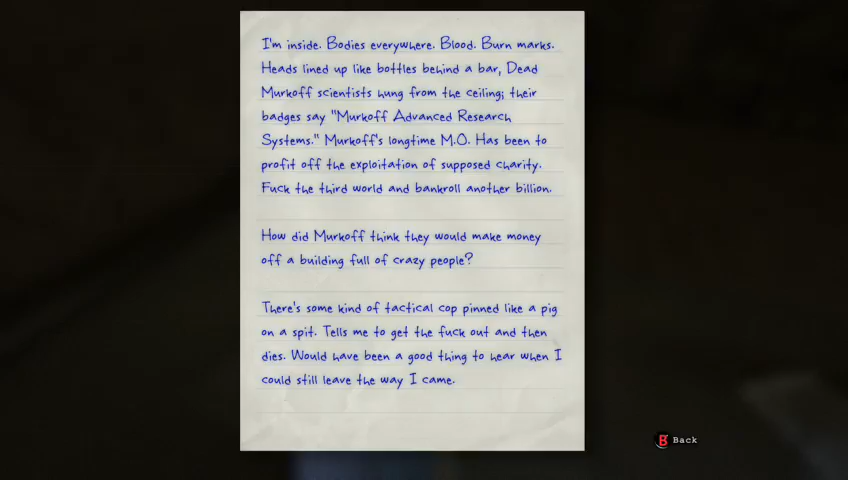 I'm inside. Bodies everywhere. Blood. Burn marks.
Heads lined up like bottles behind a bar, Dead
Murkoff scientists hung from the ceiling; their
badges say "Murkoff Advanced Research
Systems." Murkoff's longtime M.O. Has been to
profit off the exploitation of supposed charity.
Fuck the third world and bankroll another billion.
How did Murkoff think they would make money
off a building full of crazy people?
There's some kind of tactical cop pinned like a pig
on a spit. Tells me to get the fuck out and then
dies. Would have been a good thing to hear when I
could still leave the way I came.
B Back